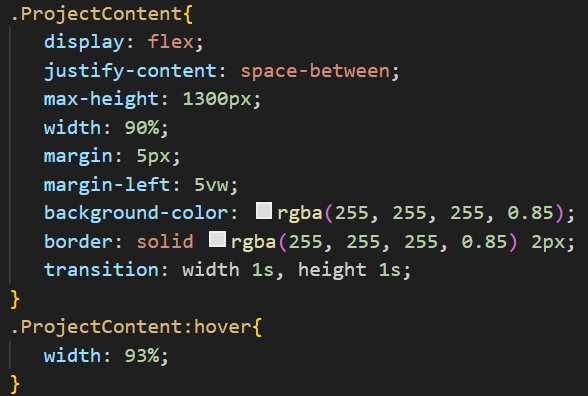 .ProjectContent{
display: flex;
justify-content: space-between;
max-height: 1300px;
width: 90%;
margin: 5px;
margin-left: 5vw;
background-color: rgba(255, 255, 255, 0.85);
border: solid rgba(255, 255, 255, 0.85) 2px;
transition: width 1s, height 1s;
}
.ProjectContent:hover{
width: 93%;
}